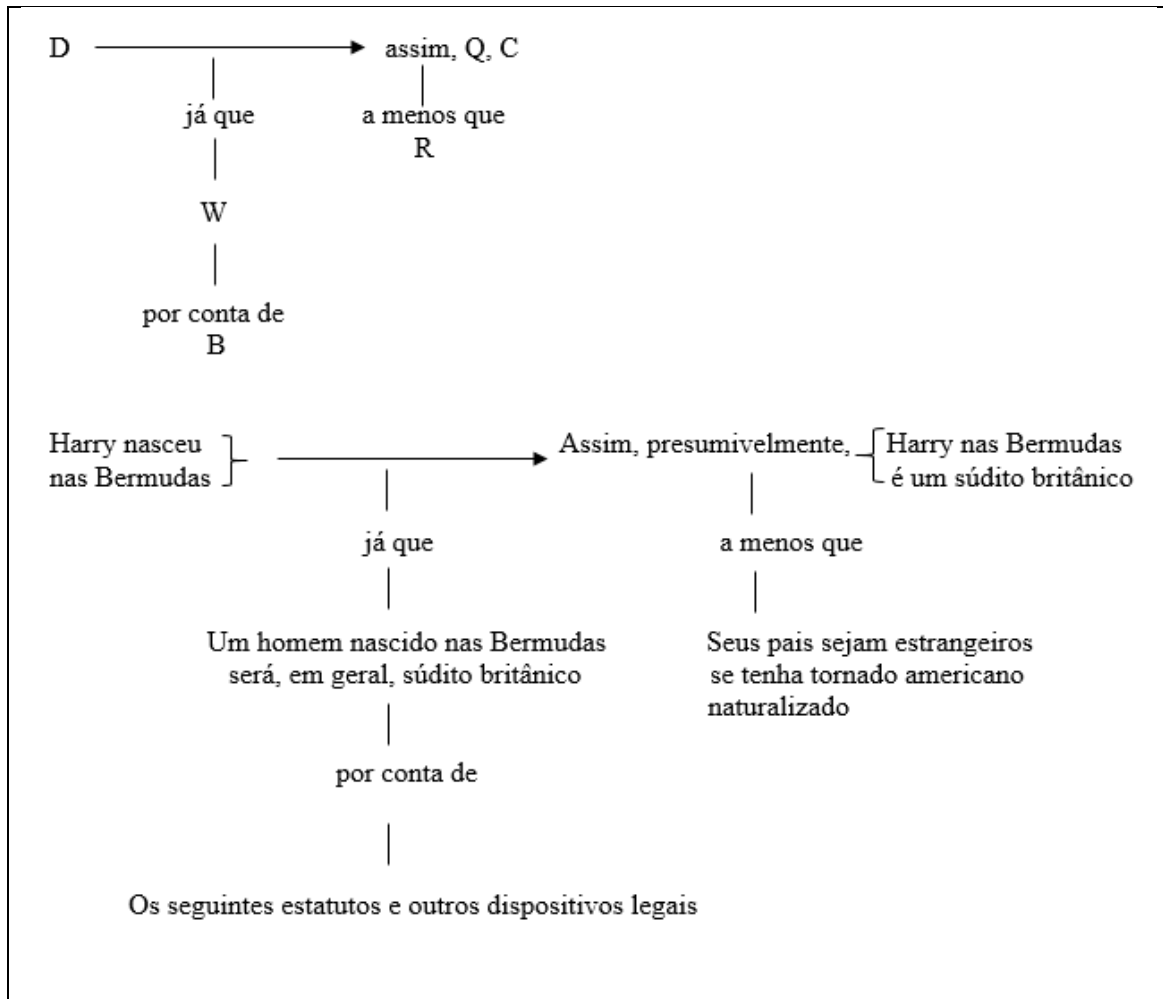 D assim, Q, C
já que a menos que
R
W
por conta de
B
Harry nasceu Assim, presumivelmente, Harry nas Bermudas
nas Bermudas é um súdito britânico
já que a menos que
Um homem nascido nas Bermudas Seus pais sejam estrangeiros
será, em geral, súdito britânico se tenha tornado americano
naturalizado
por conta de
Os seguintes estatutos e outros dispositivos legais